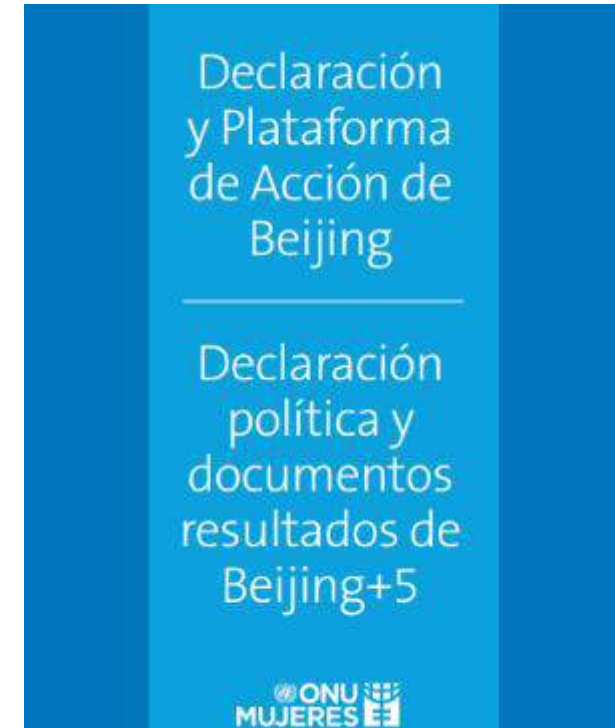 Declaración
y Plataforma
de Acción de
Beijing
Declaración
política y
documentos
resultados de
Beijing+5
ONU
MUJERES